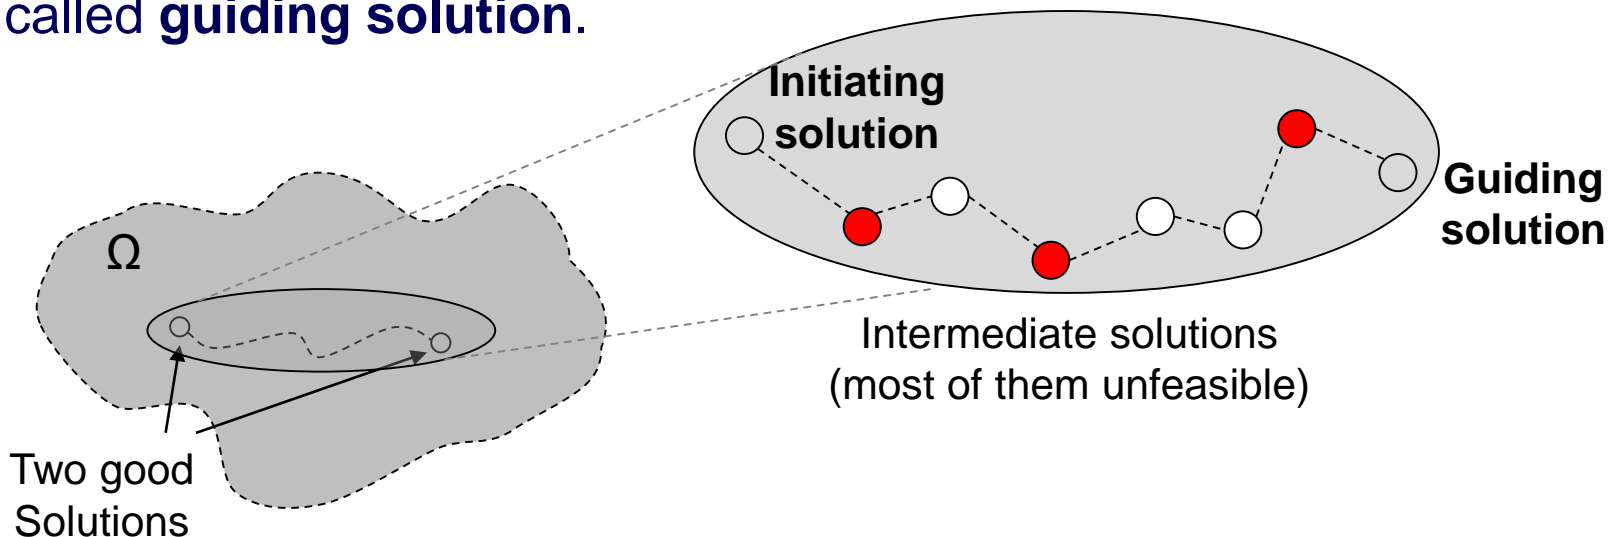 called guiding solution.
Initiating
solution
Guiding
solution
Ω
Intermediate solutions
(most of them unfeasible)
Two good
Solutions